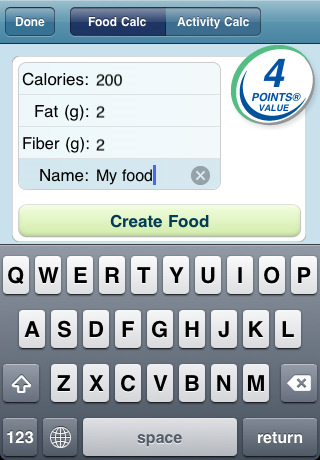 Done Food Calc Activity Calc
Calories: 200
Fat (g): 2
Fiber (g): 2
Name: My food
4
POINTS®
VALUE
Create Food
Q W E R T Y U I O P
A S D F G H J K L
Z X C V B N M
123 space return